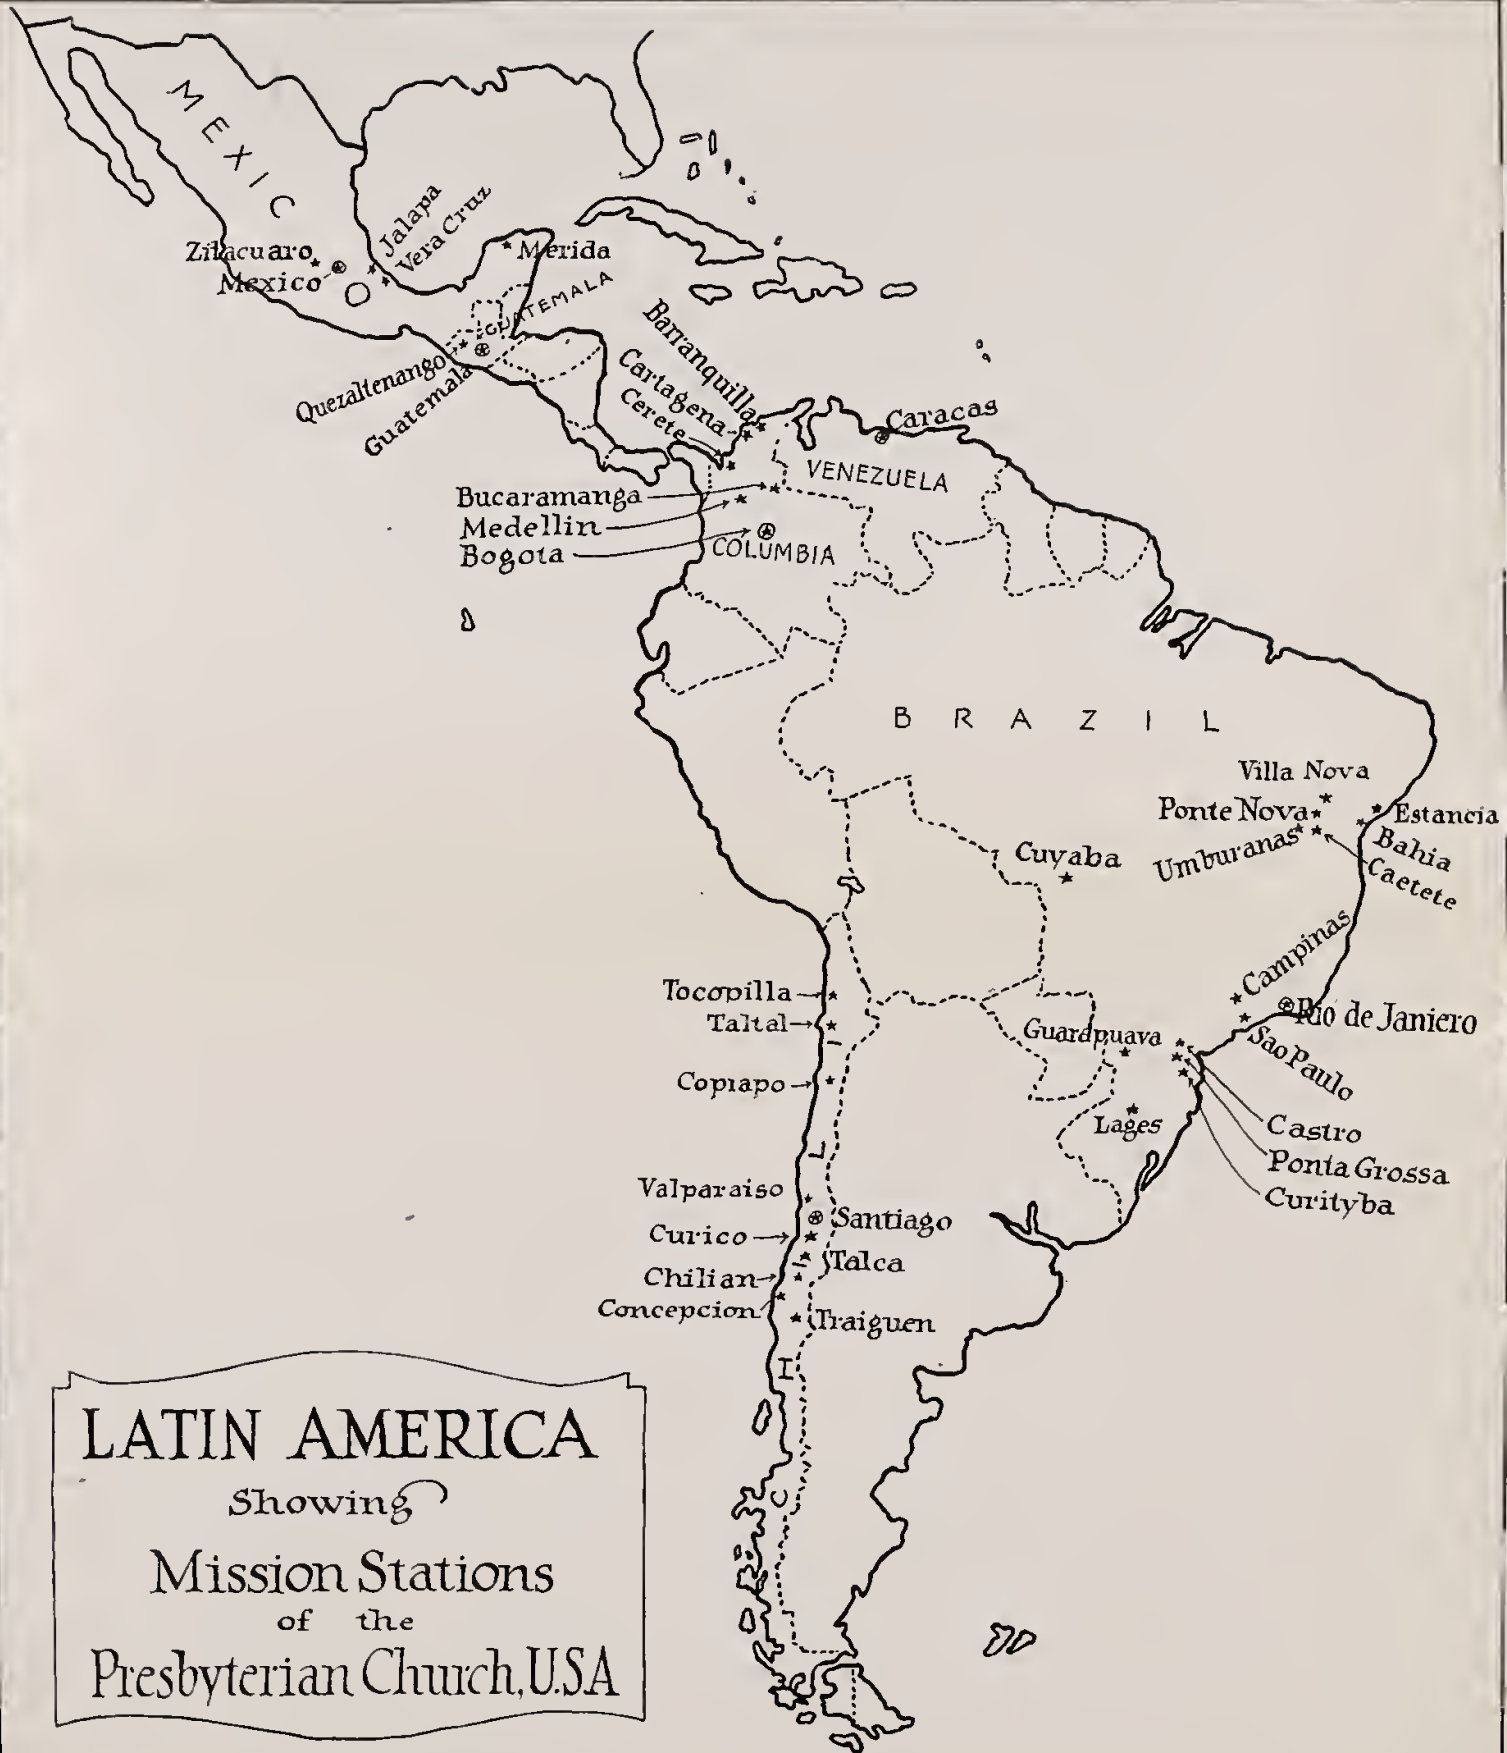 MEXICO
Jalapa
Vera Cruz
Zitacuaro
Mexico
Merida
GUATEMALA
Quezaltenango
Guatemala
Barranquilla
Cartagena
Cerete
Caracas
VENEZUELA
Bucaramanga
Medellin
Bogota
COLUMBIA
BRAZIL
Villa Nova
Ponte Nova
Estancia
Umburanas
Bahia
Caetete
Cuyaba
Campinas
Rio de Janiero
Sao Paulo
Guarapuava
Lages
Castro
Ponta Grossa
Curityba
Tocopilla
Taltal
Copiapo
CHILI
Valparaiso
Santiago
Curico
Talca
Chilian
Concepcion
Traiguen
LATIN AMERICA
Showing
Mission Stations
of the
Presbyterian Church, U.S.A